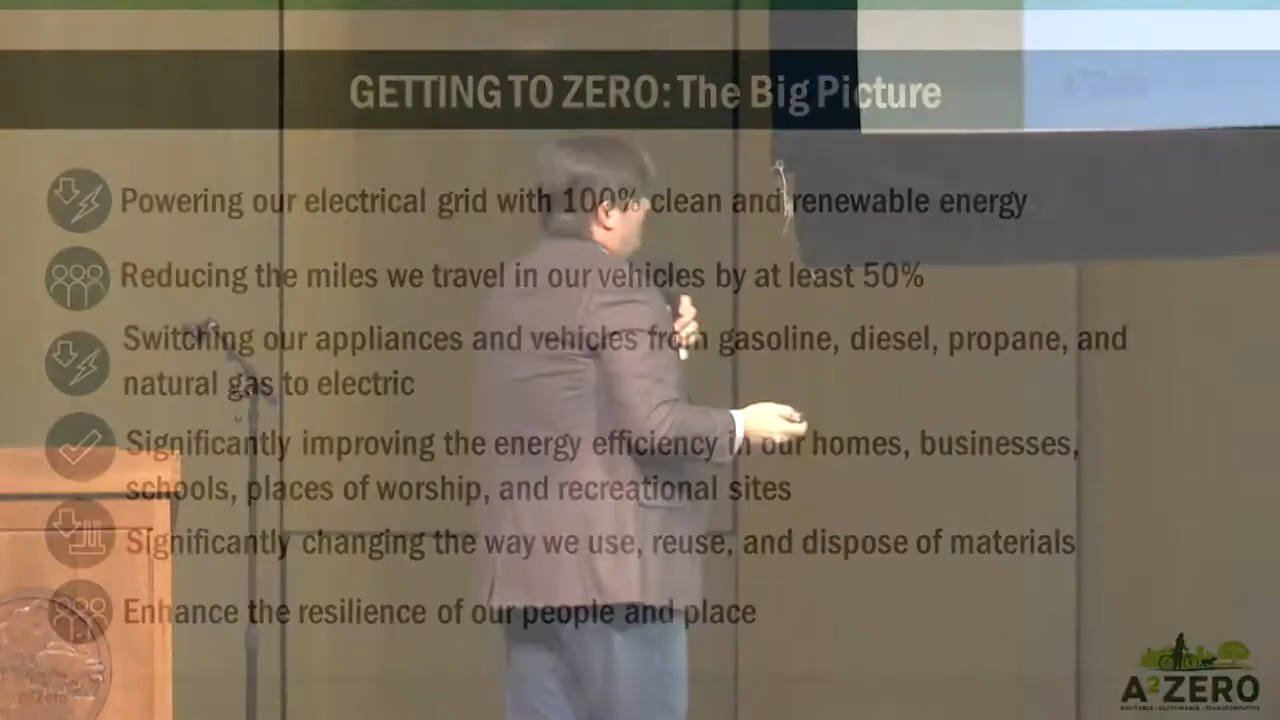 GETTING TO ZERO: The Big Picture
Powering our electrical grid with 100% clean and renewable energy
Reducing the miles we travel in our vehicles by at least 50%
Switching our appliances and vehicles from gasoline, diesel, propane, and
natural gas to electric
Significantly improving the energy efficiency in our homes, businesses,
schools, places of worship, and recreational sites
Significantly changing the way we use, reuse, and dispose of materials
Enhance the resilience of our people and place
A²ZERO
EQUITABLE · SUSTAINABLE · TRANSFORMATIVE